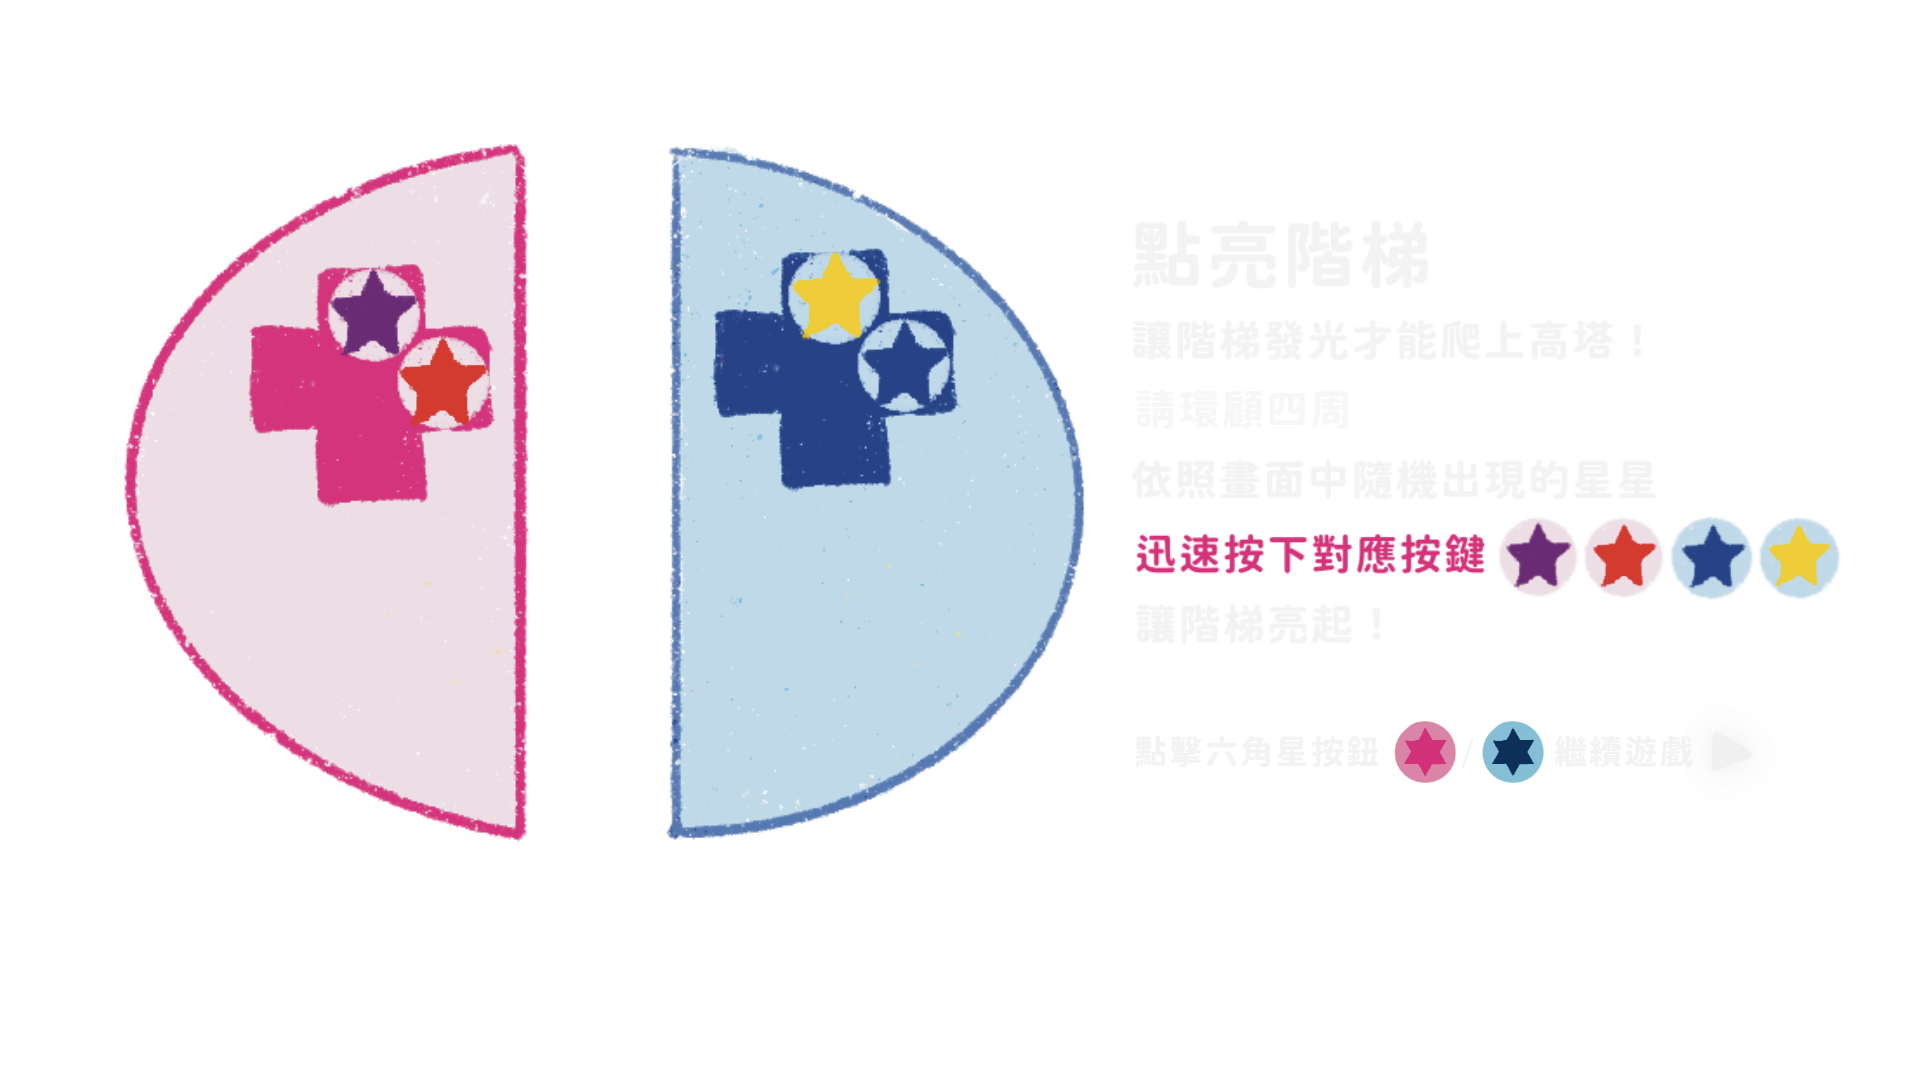 點亮階梯
讓階梯發光才能爬上高塔！
請環顧四周
依照畫面中隨機出現的星星
迅速按下對應按鍵
讓階梯亮起！
點擊六角星按鈕 / 繼續遊戲